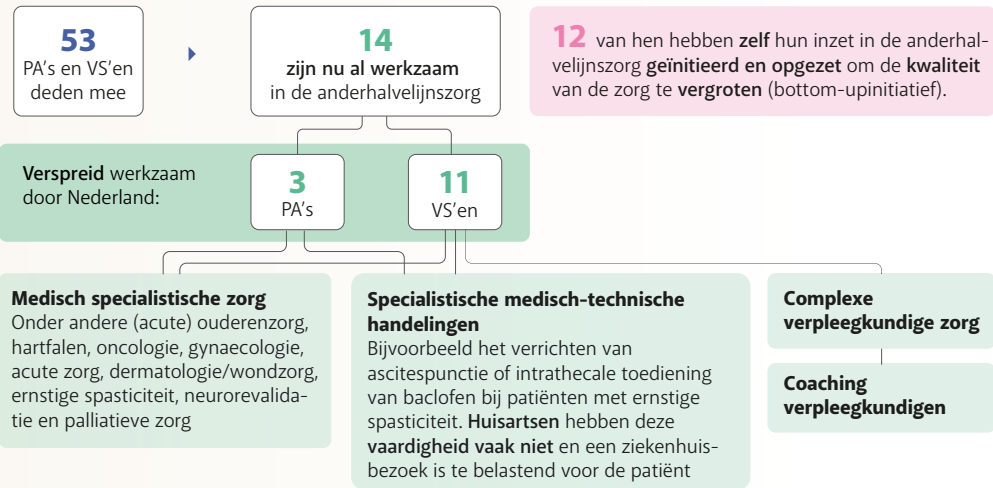 53
PA's en VS'en
deden mee
14
zijn nu al werkzaam
in de anderhalvelijnszorg
12 van hen hebben zelf hun inzet in de anderhal-
velijnszorg geïnitieerd en opgezet om de kwaliteit
van de zorg te vergroten (bottom-upinitiatief).
Verspreid werkzaam
door Nederland:
3
PA's
11
VS'en
Medisch specialistische zorg
Onder andere (acute) ouderenzorg,
hartfalen, oncologie, gynaecologie,
acute zorg, dermatologie/wondzorg,
ernstige spasticiteit, neurorevalida-
tie en palliatieve zorg
Specialistische medisch-technische
handelingen
Bijvoorbeeld het verrichten van
ascitespunctie of intrathecale toediening
van baclofen bij patiënten met ernstige
spasticiteit. Huisartsen hebben deze
vaardigheid vaak niet en een ziekenhuis-
bezoek is te belastend voor de patiënt
Complexe
verpleegkundige zorg
Coaching
verpleegkundigen